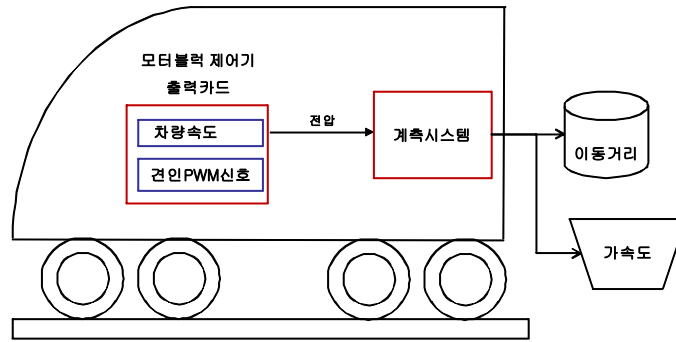 모터블럭 제어기
출력카드
차량속도
견인PWM신호
전압
계측시스템
이동거리
가속도